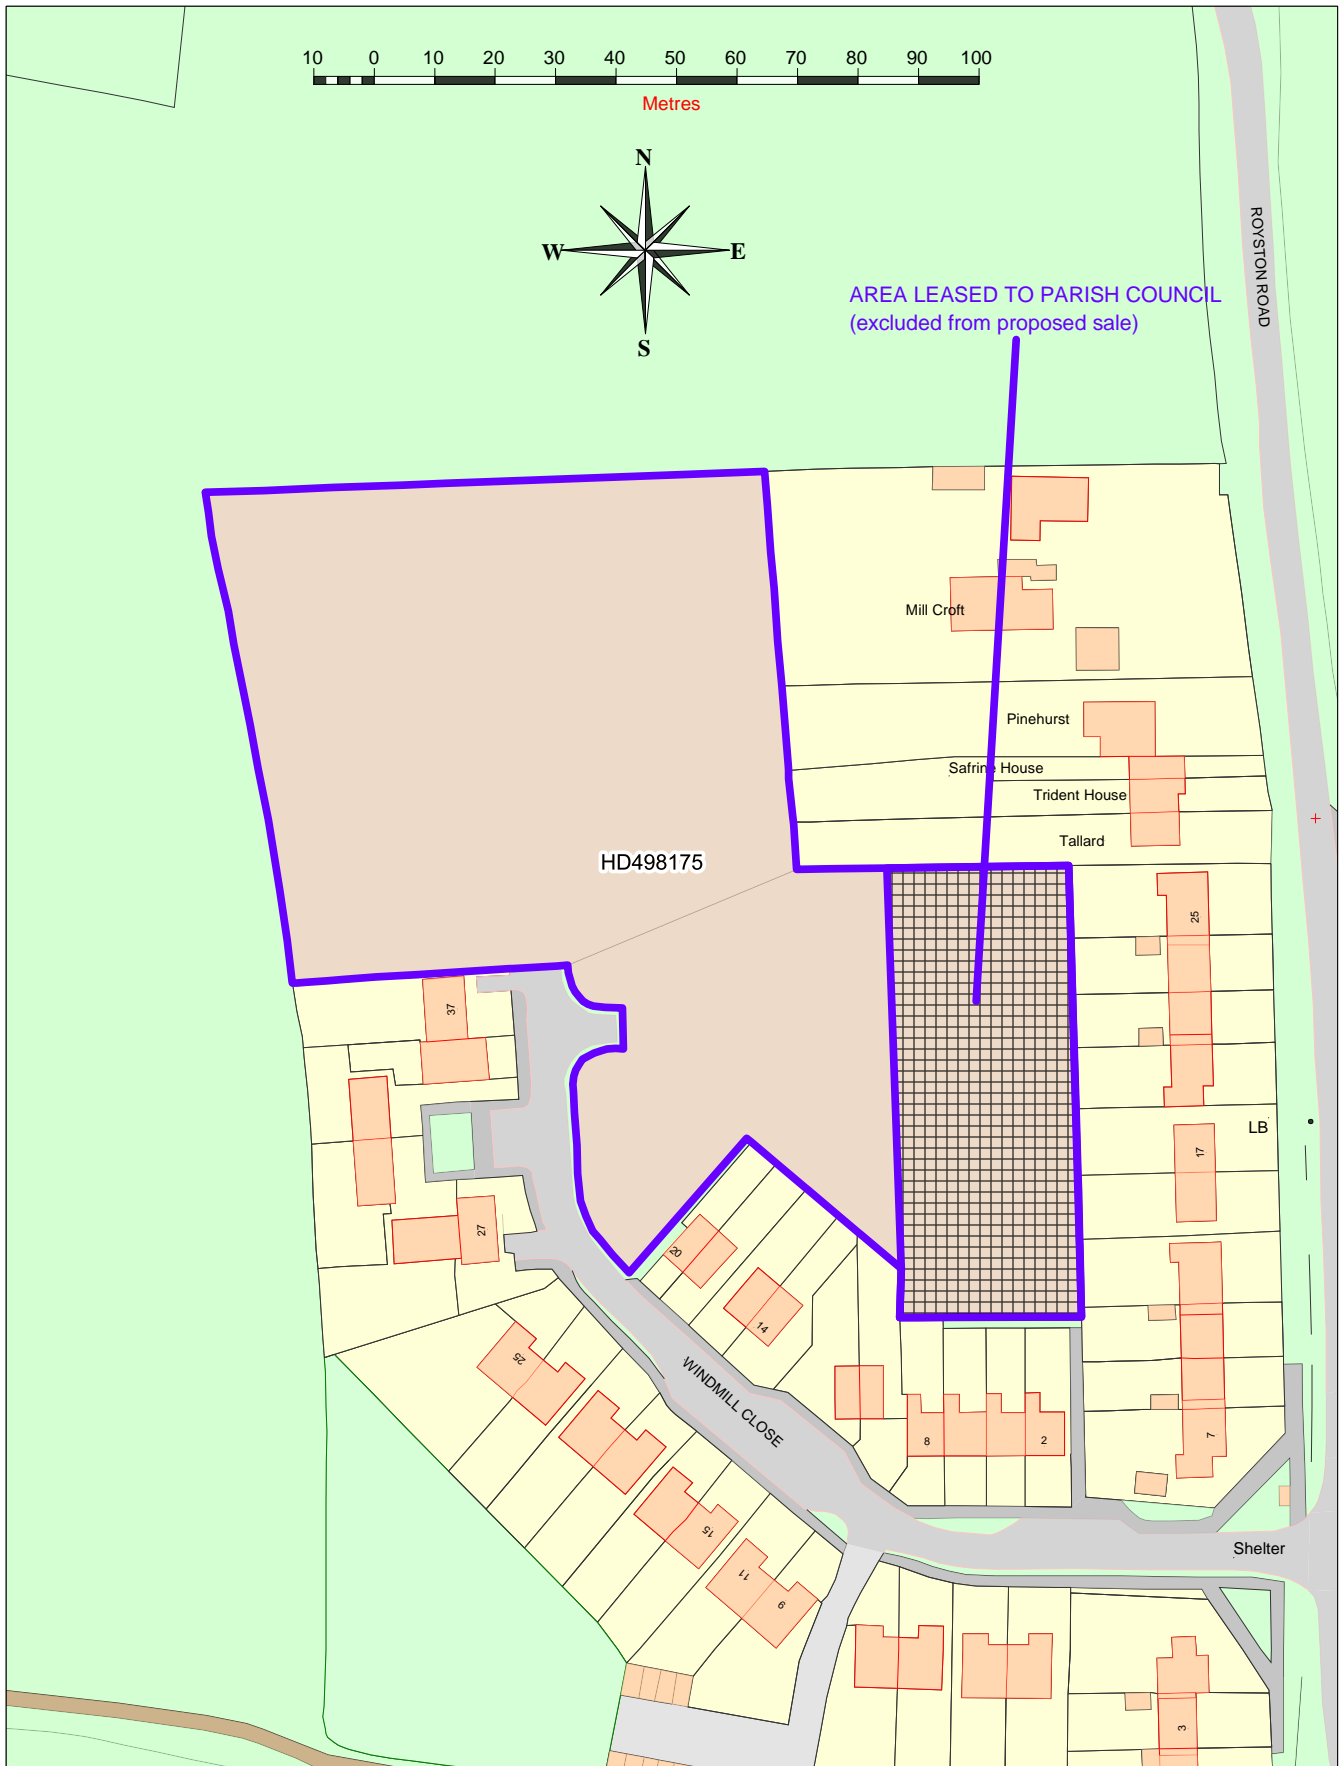 10 0 10 20 30 40 50 60 70 80 90 100
Metres
N
W E
S
ROYSTON ROAD
AREA LEASED TO PARISH COUNCIL
(excluded from proposed sale)
Mill Croft
Pinehurst
Safrine House
Trident House
Tallard
HD498175
25
37
LB
17
27
20
14
25
WINDMILL CLOSE
8
2
7
15
Shelter
11
9
3